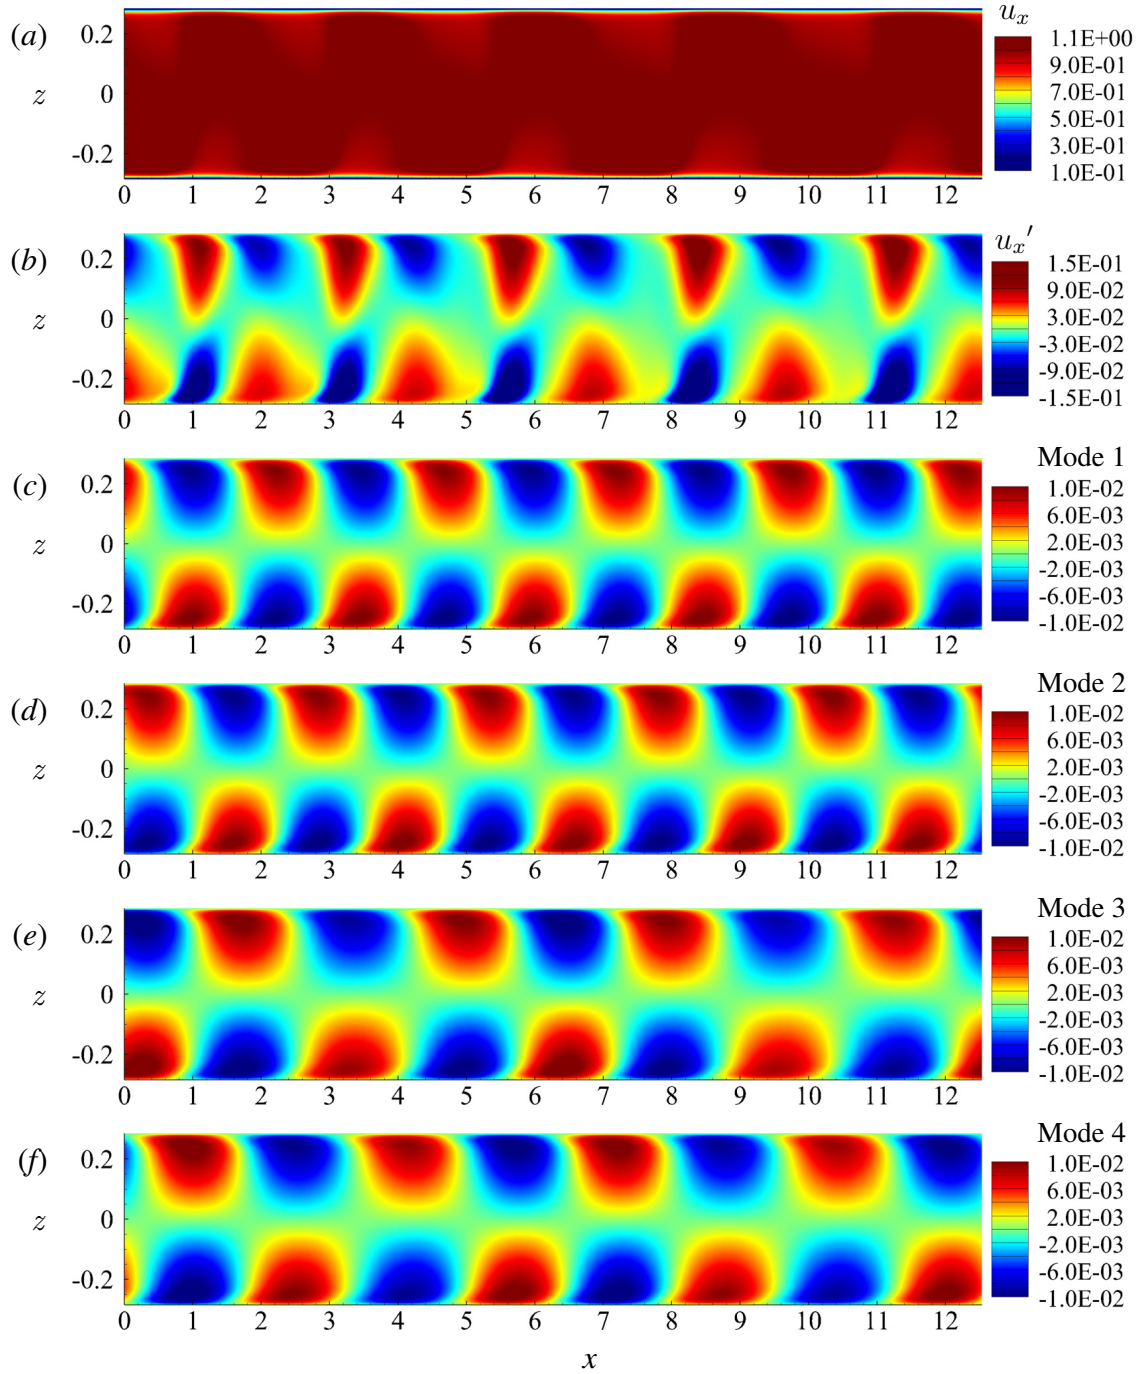 (a)
z
0.2
0
-0.2
0 1 2 3 4 5 6 7 8 9 10 11 12
u_x
1.1E+00
9.0E-01
7.0E-01
5.0E-01
3.0E-01
1.0E-01
(b)
z
0.2
0
-0.2
0 1 2 3 4 5 6 7 8 9 10 11 12
u_x'
1.5E-01
9.0E-02
3.0E-02
-3.0E-02
-9.0E-02
-1.5E-01
(c)
z
0.2
0
-0.2
0 1 2 3 4 5 6 7 8 9 10 11 12
Mode 1
1.0E-02
6.0E-03
2.0E-03
-2.0E-03
-6.0E-03
-1.0E-02
(d)
z
0.2
0
-0.2
0 1 2 3 4 5 6 7 8 9 10 11 12
Mode 2
1.0E-02
6.0E-03
2.0E-03
-2.0E-03
-6.0E-03
-1.0E-02
(e)
z
0.2
0
-0.2
0 1 2 3 4 5 6 7 8 9 10 11 12
Mode 3
1.0E-02
6.0E-03
2.0E-03
-2.0E-03
-6.0E-03
-1.0E-02
(f)
z
0.2
0
-0.2
0 1 2 3 4 5 6 7 8 9 10 11 12
Mode 4
1.0E-02
6.0E-03
2.0E-03
-2.0E-03
-6.0E-03
-1.0E-02
x